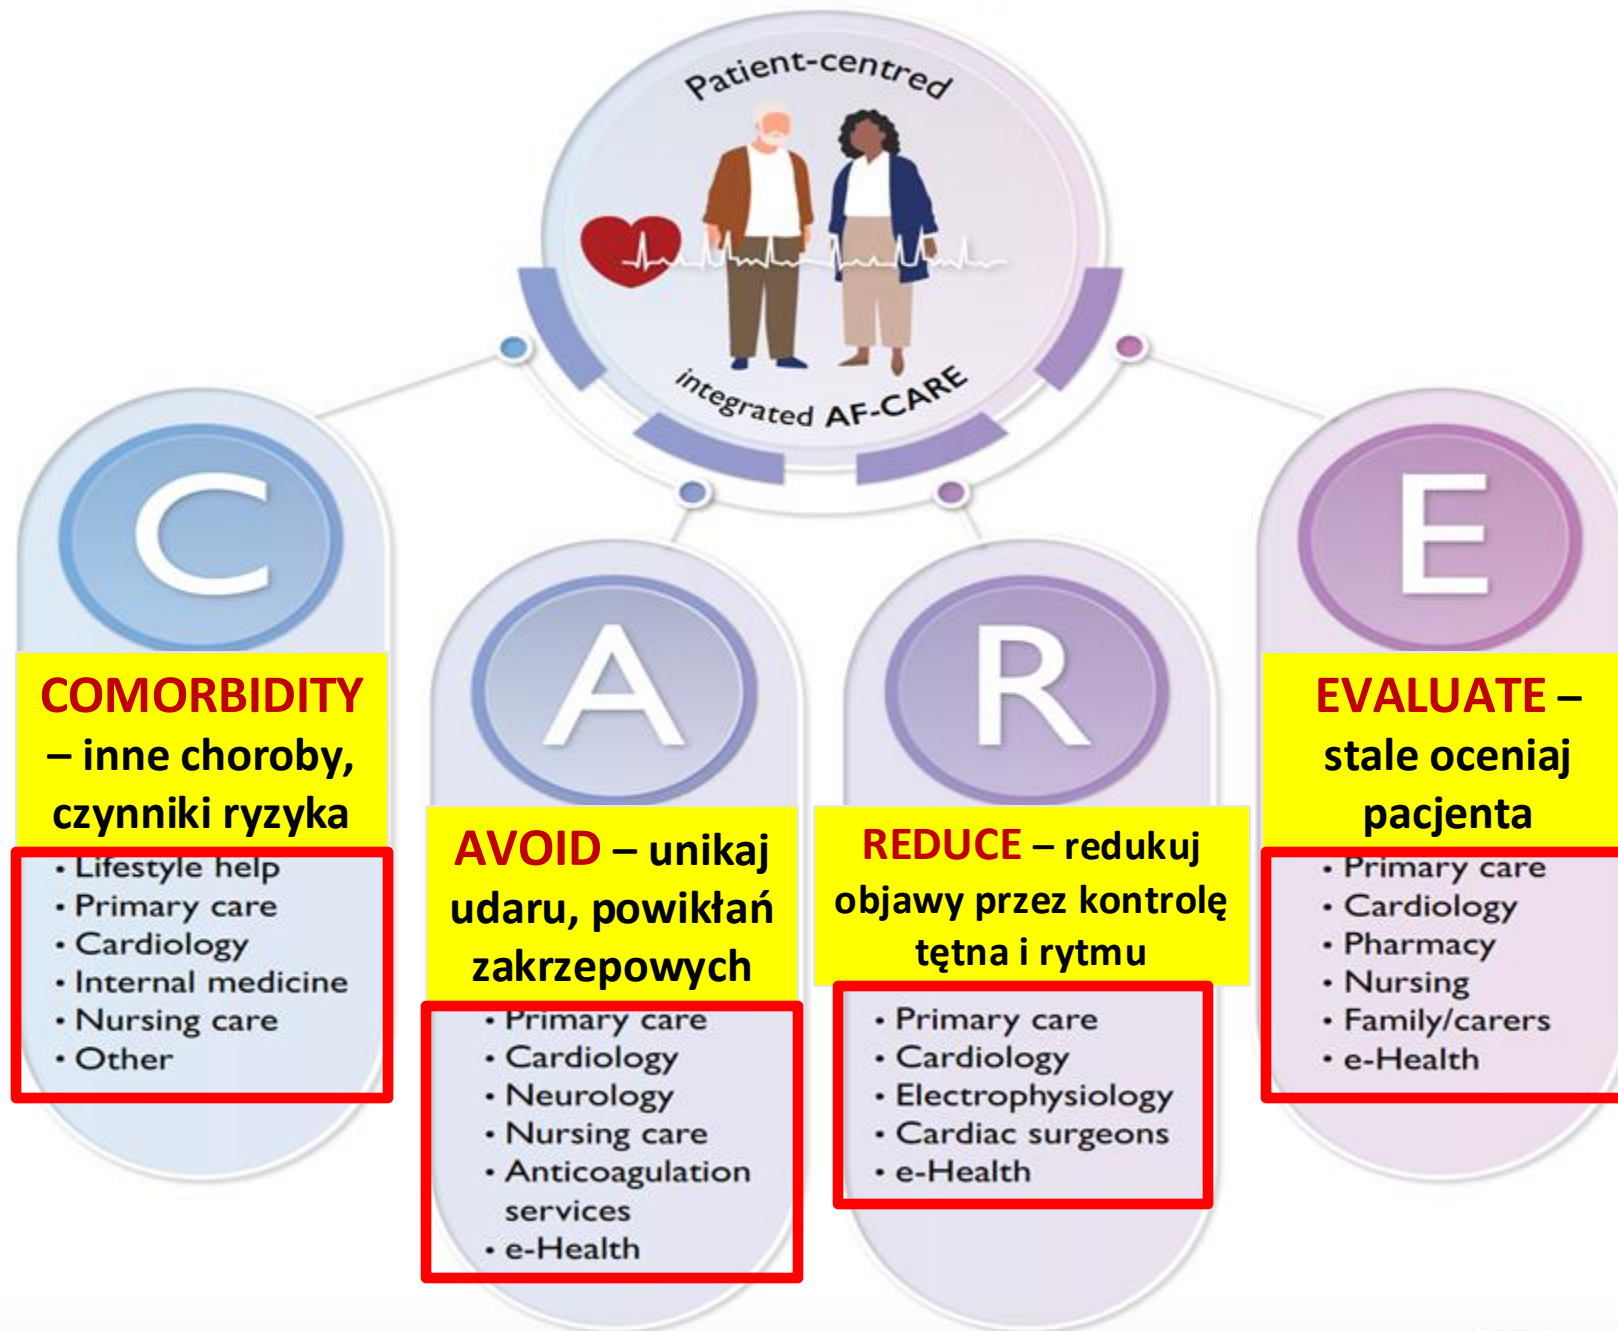 Patient-centred
integrated AF-CARE
C
COMORBIDITY
– inne choroby,
czynniki ryzyka
• Lifestyle help
• Primary care
• Cardiology
• Internal medicine
• Nursing care
• Other
A
AVOID – unikaj
udaru, powikłań
zakrzepowych
• Primary care
• Cardiology
• Neurology
• Nursing care
• Anticoagulation
services
• e-Health
R
REDUCE – redukuj
objawy przez kontrolę
tętna i rytmu
• Primary care
• Cardiology
• Electrophysiology
• Cardiac surgeons
• e-Health
E
EVALUATE –
stale oceniaj
pacjenta
• Primary care
• Cardiology
• Pharmacy
• Nursing
• Family/carers
• e-Health